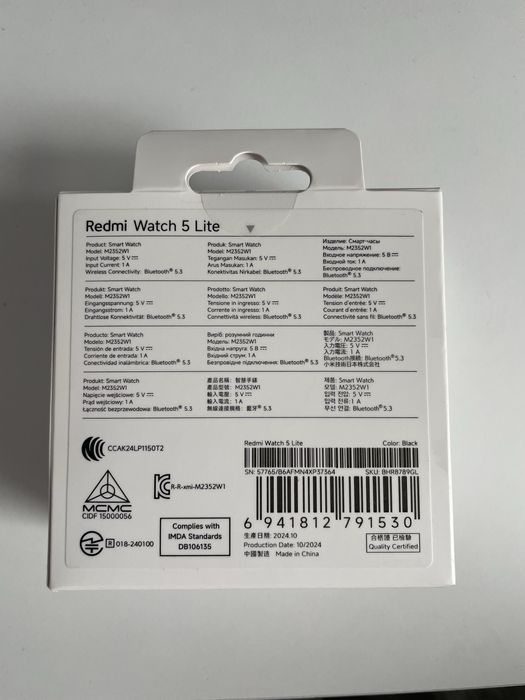 Redmi Watch 5 Lite
Product: Smart Watch
Model: M2352W1
Input Voltage: 5 V⎓
Input Current: 1 A
Wireless Connectivity: Bluetooth® 5.3
Produk: Smart Watch
Model: M2352W1
Tegangan Masukan: 5 V⎓
Arus Masukan: 1 A
Konektivitas Nirkabel: Bluetooth® 5.3
Изделие: Смарт-часы
Модель: M2352W1
Входное напряжение: 5 В⎓
Входной ток: 1 A
Беспроводное подключение:
Bluetooth® 5.3
Produkt: Smart Watch
Modell: M2352W1
Eingangsspannung: 5 V⎓
Eingangsstrom: 1 A
Drahtlose Konnektivität: Bluetooth® 5.3
Prodotto: Smart Watch
Modello: M2352W1
Tensione in ingresso: 5 V⎓
Corrente in ingresso: 1 A
Connettività wireless: Bluetooth® 5.3
Produit: Smart Watch
Modèle: M2352W1
Tension d'entrée: 5 V⎓
Courant d'entrée: 1 A
Connectivité sans fil: Bluetooth® 5.3
Producto: Smart Watch
Modelo: M2352W1
Tensión de entrada: 5 V⎓
Corriente de entrada: 1 A
Conectividad inalámbrica: Bluetooth® 5.3
Виріб: розумний годинник
Модель: M2352W1
Вхідна напруга: 5 В⎓
Вхідний струм: 1 A
Безпровідне підключення: Bluetooth® 5.3
製品: Smart Watch
モデル: M2352W1
入力電圧: 5 V⎓
入力電流: 1 A
Bluetooth接続: Bluetooth® 5.3
小米技術日本株式会社
Produkt: Smart Watch
Model: M2352W1
Napięcie wejściowe: 5 V⎓
Prąd wejściowy: 1 A
Łączność bezprzewodowa: Bluetooth® 5.3
產品名稱: 智慧手錶
產品型號: M2352W1
輸入電壓: 5 V⎓
輸入電流: 1 A
無線連接規格: 藍牙® 5.3
제품: Smart Watch
모델: M2352W1
입력 전압: 5 V⎓
입력 전류: 1 A
무선 연결: Bluetooth® 5.3
CCAK24LP1150T2
MCMC
CIDF 15000056
R-R-xmi-M2352W1
R 018-240100
Complies with
IMDA Standards
DB106135
Redmi Watch 5 Lite Color: Black
SN: 57765/B6AFMN4XP37364 SKU: BHR8789GL
6 941812 791530
生產日期: 2024.10
Production Date: 10/2024
中國製造 Made in China
合格證 已檢驗
Quality Certified